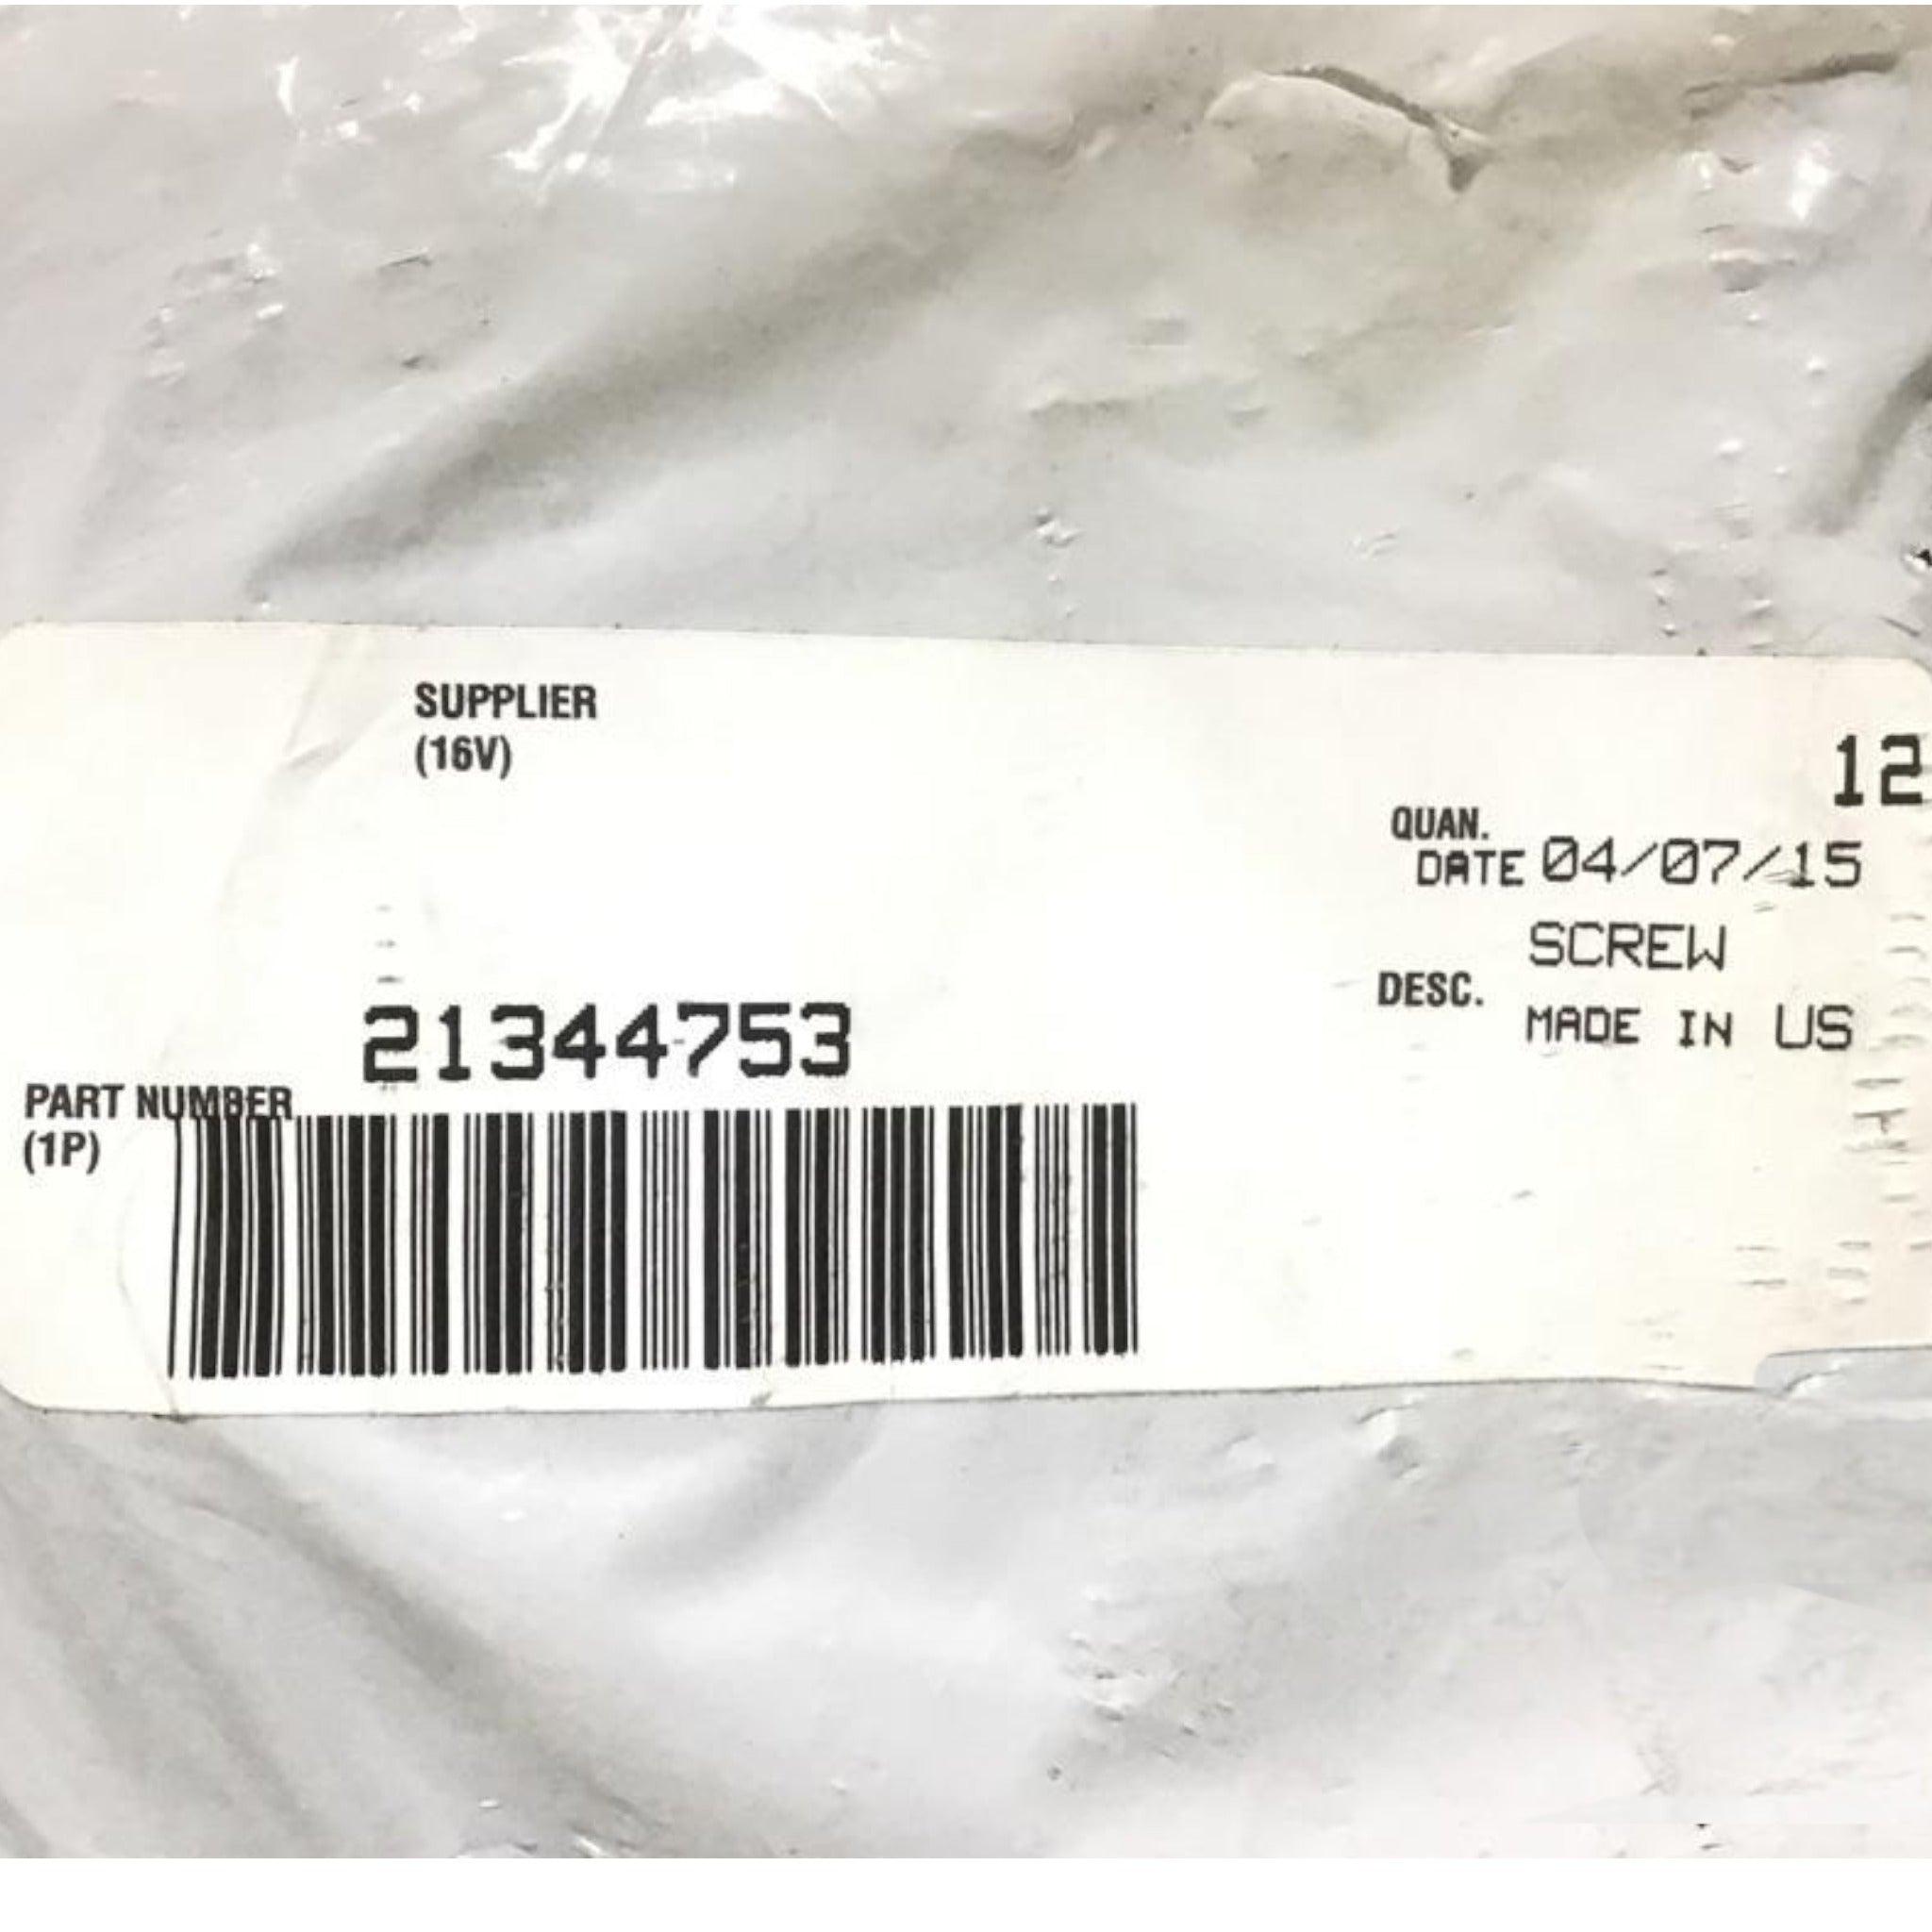 SUPPLIER
(16V)
12
QUAN.
DATE 04/07/15
SCREW
DESC.
MADE IN US
21344753
PART NUMBER
(1P)